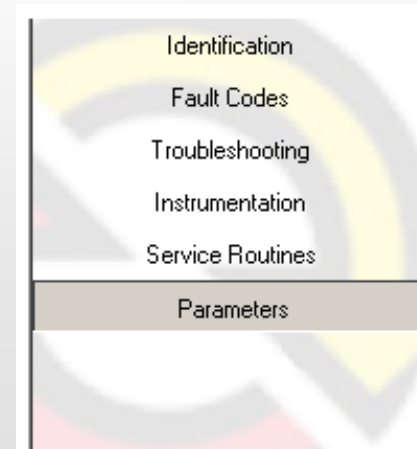 Identification
Fault Codes
Troubleshooting
Instrumentation
Service Routines
Parameters